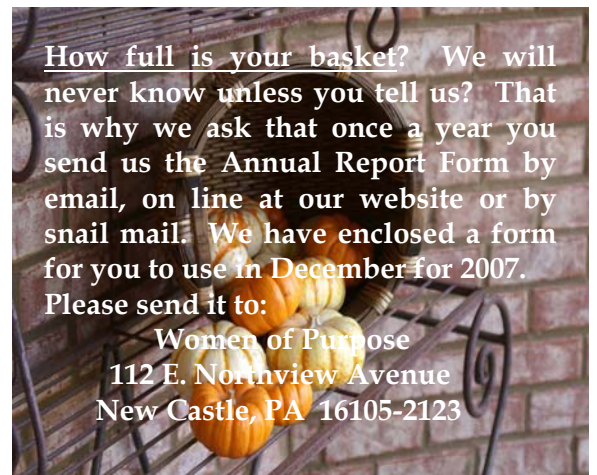 How full is your basket? We will
never know unless you tell us? That
is why we ask that once a year you
send us the Annual Report Form by
email, on line at our website or by
snail mail. We have enclosed a form
for you to use in December for 2007.
Please send it to:
Women of Purpose
112 E. Northview Avenue
New Castle, PA 16105-2123